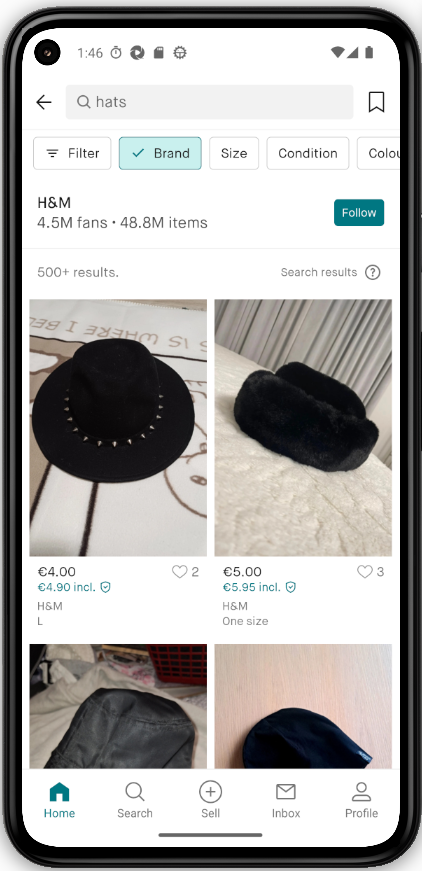 1:46
hats
Filter
Brand
Size
Condition
Colou
H&M
4.5M fans • 48.8M items
Follow
500+ results.
Search results ?
THIS IS WHERE I BEL
€4.00
2
€4.90 incl.
H&M
L
€5.00
3
€5.95 incl.
H&M
One size
Home
Search
Sell
Inbox
Profile